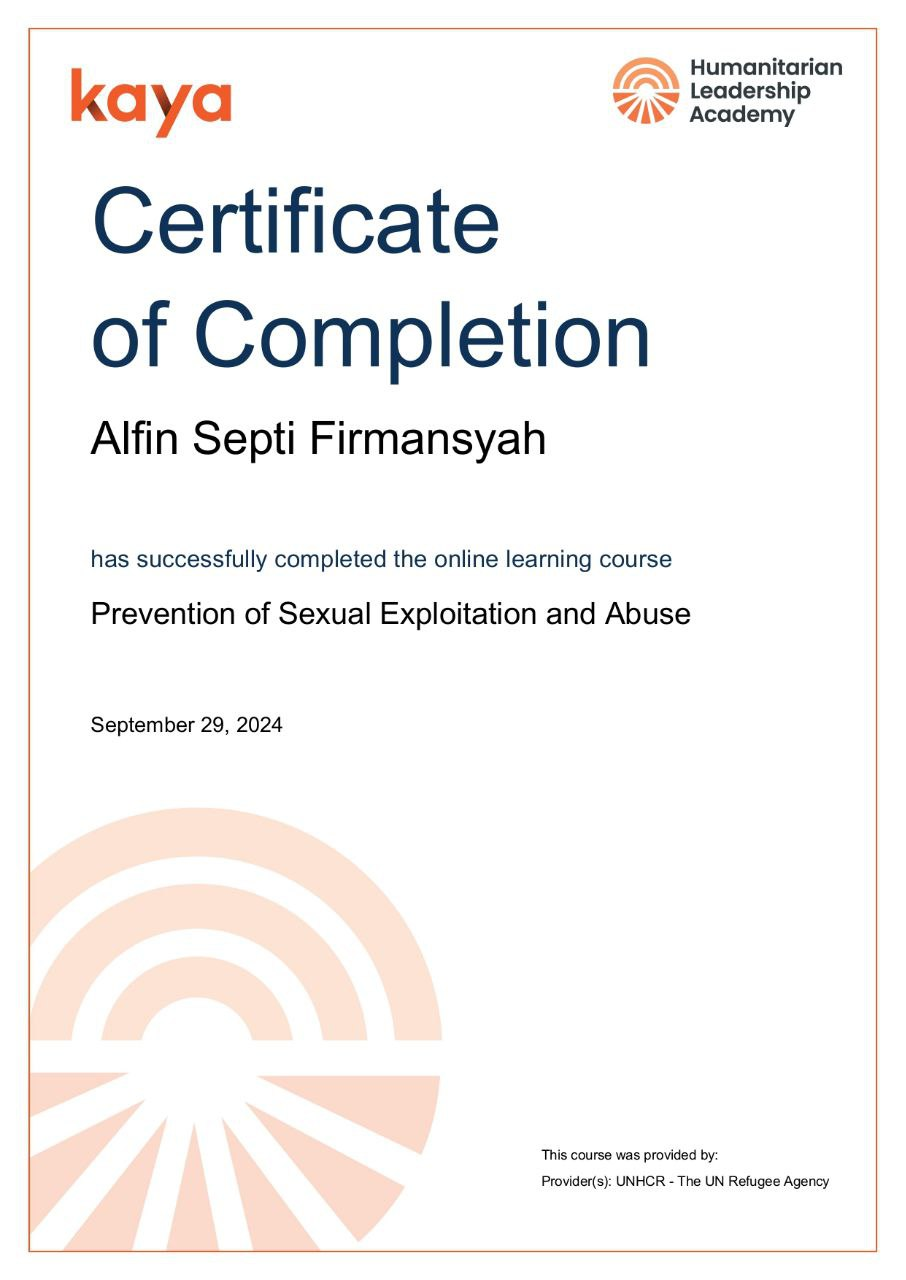 kaya
Humanitarian
Leadership
Academy
Certificate
of Completion
Alfin Septi Firmansyah
has successfully completed the online learning course
Prevention of Sexual Exploitation and Abuse
September 29, 2024
This course was provided by:
Provider(s): UNHCR - The UN Refugee Agency